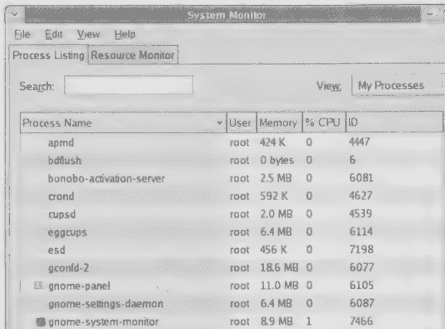 System Monitor
File Edit View Help
Process Listing Resource Monitor
Search: View: My Processes
Process Name User Memory % CPU ID
apmd root 424 K 0 4447
bdflush root 0 bytes 0 6
bonobo-activation-server root 2.5 MB 0 6081
crond root 592 K 0 4627
cupsd root 2.0 MB 0 4539
eggcups root 6.4 MB 0 6114
esd root 456 K 0 7198
gconfd-2 root 18.6 MB 0 6077
gnome-panel root 11.0 MB 0 6105
gnome-settings-daemon root 6.4 MB 0 6087
gnome-system-monitor root 8.9 MB 1 7466